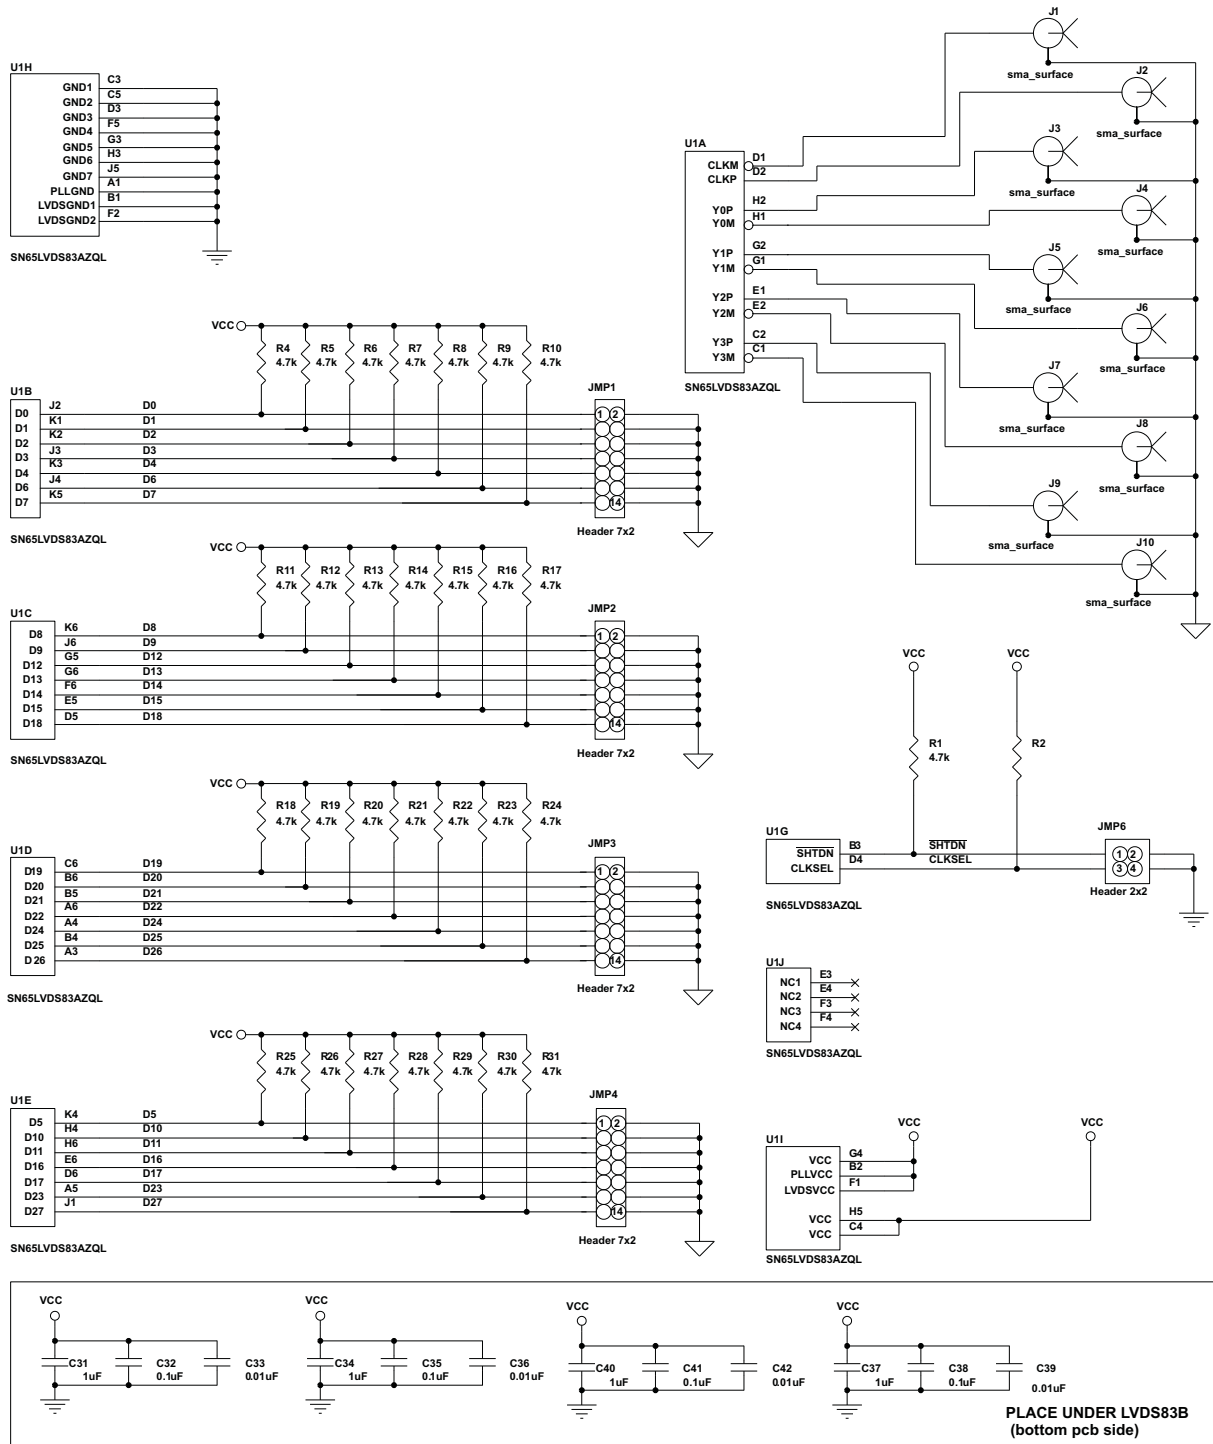 U1H
GND1 C3
GND2 C5
GND3 D3
GND4 F5
GND5 G3
GND6 H3
GND7 J5
PLLGND A1
LVDSGND1 B1
LVDSGND2 F2
SN65LVDS83AZQL
U1A
CLKM D1
CLKP D2
Y0P H2
Y0M H1
Y1P G2
Y1M G1
Y2P E1
Y2M E2
Y3P C2
Y3M C1
SN65LVDS83AZQL
J1
sma_surface
J2
sma_surface
J3
sma_surface
J4
sma_surface
J5
sma_surface
J6
sma_surface
J7
sma_surface
J8
sma_surface
J9
sma_surface
J10
sma_surface
VCC
R4 R5 R6 R7 R8 R9 R10
4.7k 4.7k 4.7k 4.7k 4.7k 4.7k 4.7k
U1B
JMP1
D0 J2 D0
D1 K1 D1
D2 K2 D2
D3 J3 D3
D4 K3 D4
D6 J4 D6
D7 K5 D7
1 2
14
SN65LVDS83AZQL
Header 7x2
VCC
R11 R12 R13 R14 R15 R16 R17
4.7k 4.7k 4.7k 4.7k 4.7k 4.7k 4.7k
U1C
JMP2
D8 K6 D8
D9 J6 D9
D12 G5 D12
D13 G6 D13
D14 F6 D14
D15 E5 D15
D18 D5 D18
1 2
14
SN65LVDS83AZQL
Header 7x2
VCC
R18 R19 R20 R21 R22 R23 R24
4.7k 4.7k 4.7k 4.7k 4.7k 4.7k 4.7k
U1D
JMP3
D19 C6 D19
D20 B6 D20
D21 B5 D21
D22 A6 D22
D24 A4 D24
D25 B4 D25
D26 A3 D26
1 2
14
SN65LVDS83AZQL
Header 7x2
VCC
R25 R26 R27 R28 R29 R30 R31
4.7k 4.7k 4.7k 4.7k 4.7k 4.7k 4.7k
U1E
JMP4
D5 K4 D5
D10 H4 D10
D11 H6 D11
D16 E6 D16
D17 D6 D17
D23 A5 D23
D27 J1 D27
1 2
14
SN65LVDS83AZQL
Header 7x2
VCC VCC
R1
4.7k
R2
U1G
JMP6
SHTDN B3 SHTDN
CLKSEL D4 CLKSEL
1 2
3 4
SN65LVDS83AZQL
Header 2x2
U1J
NC1 E3
NC2 E4
NC3 F3
NC4 F4
SN65LVDS83AZQL
VCC VCC
U1I
VCC G4
PLLVCC B2
LVDSVCC F1
VCC H5
VCC C4
SN65LVDS83AZQL
VCC
C31 C32 C33
1uF 0.1uF 0.01uF
VCC
C34 C35 C36
1uF 0.1uF 0.01uF
VCC
C40 C41 C42
1uF 0.1uF 0.01uF
VCC
C37 C38 C39
1uF 0.1uF 0.01uF
PLACE UNDER LVDS83B
(bottom pcb side)